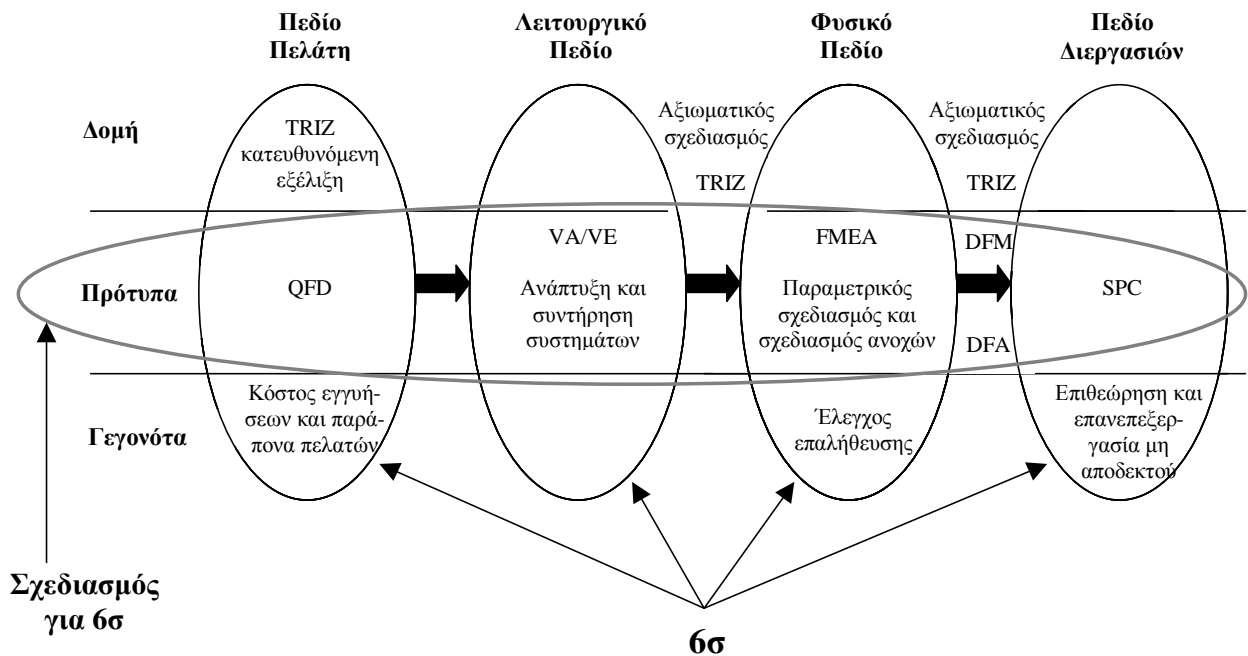 Πεδίο
Πελάτη
Λειτουργικό
Πεδίο
Φυσικό
Πεδίο
Πεδίο
Διεργασιών
Δομή
TRIZ
κατευθυνόμενη
εξέλιξη
Αξιωματικός
σχεδιασμός
TRIZ
Αξιωματικός
σχεδιασμός
TRIZ
Πρότυπα
QFD
VA/VE
Ανάπτυξη και
συντήρηση
συστημάτων
FMEA
Παραμετρικός
σχεδιασμός και
σχεδιασμός ανοχών
DFM
DFA
SPC
Γεγονότα
Κόστος εγγυή-
σεων και παρά-
πονα πελατών
Έλεγχος
επαλήθευσης
Επιθεώρηση και
επανεπεξερ-
γασία μη
αποδεκτού
Σχεδιασμός
για 6σ
6σ